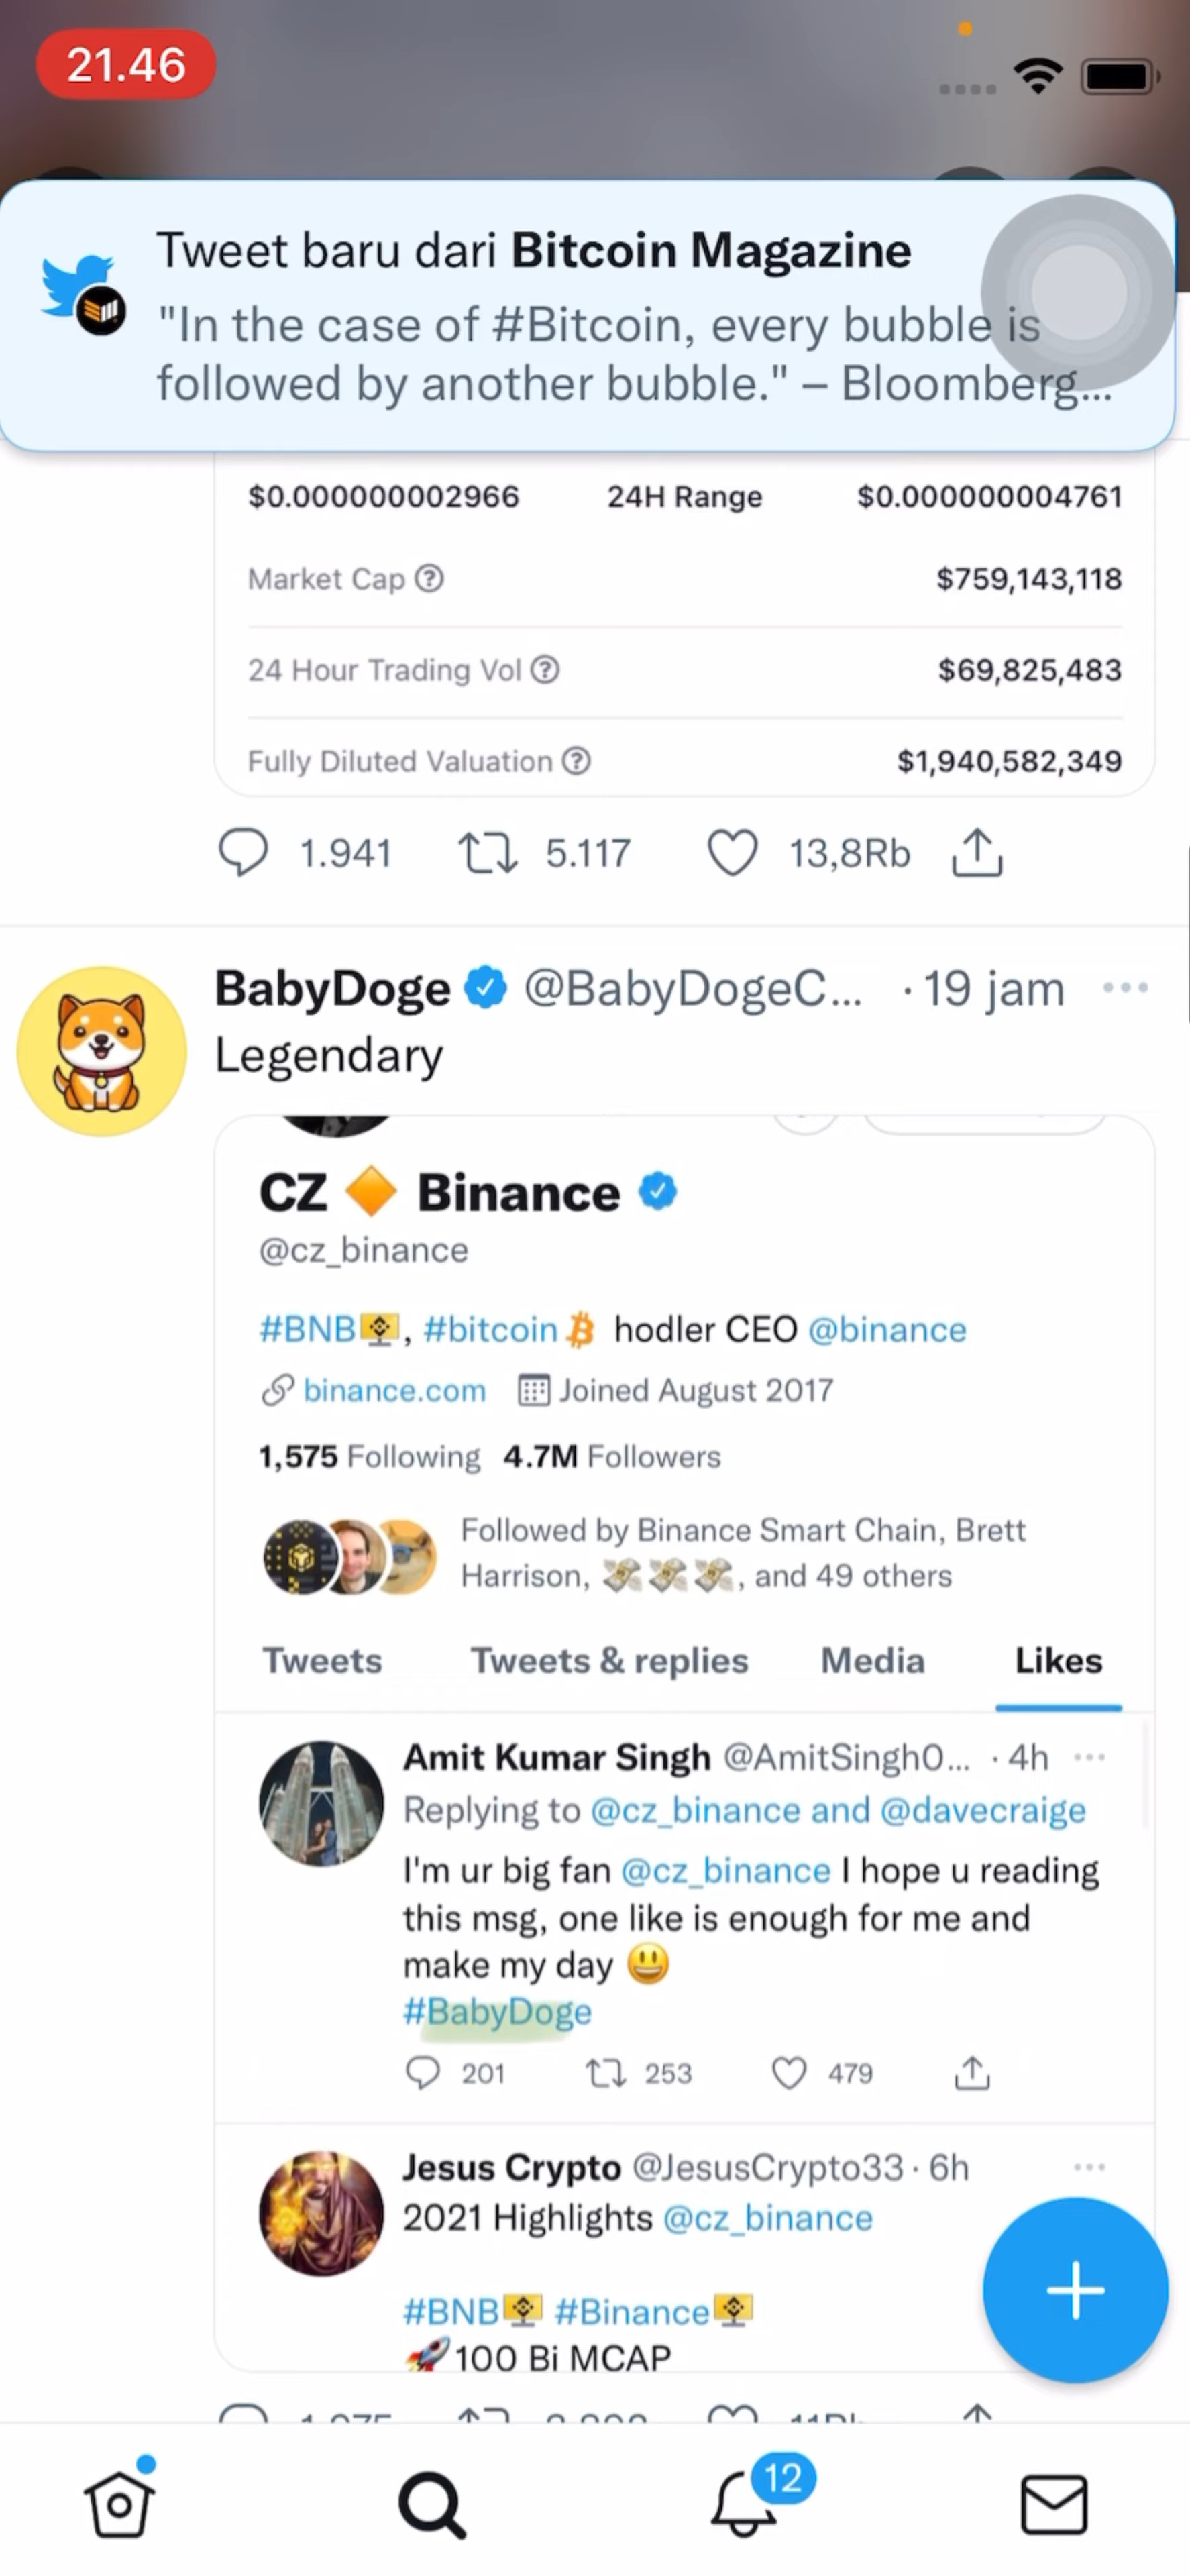 21.46
Tweet baru dari Bitcoin Magazine
"In the case of #Bitcoin, every bubble is
followed by another bubble." – Bloomberg...
$0.000000002966 24H Range $0.000000004761
Market Cap ? $759,143,118
24 Hour Trading Vol ? $69,825,483
Fully Diluted Valuation ? $1,940,582,349
1.941 5.117 13,8Rb
BabyDoge @BabyDogeC... · 19 jam
Legendary
CZ Binance
@cz_binance
#BNB, #bitcoin hodler CEO @binance
binance.com Joined August 2017
1,575 Following 4.7M Followers
Followed by Binance Smart Chain, Brett
Harrison, 💸💸💸, and 49 others
Tweets Tweets & replies Media Likes
Amit Kumar Singh @AmitSinghO... · 4h
Replying to @cz_binance and @davecraige
I'm ur big fan @cz_binance I hope u reading
this msg, one like is enough for me and
make my day 😃
#BabyDoge
201 253 479
Jesus Crypto @JesusCrypto33 · 6h
2021 Highlights @cz_binance
#BNB #Binance
🚀100 Bi MCAP
12